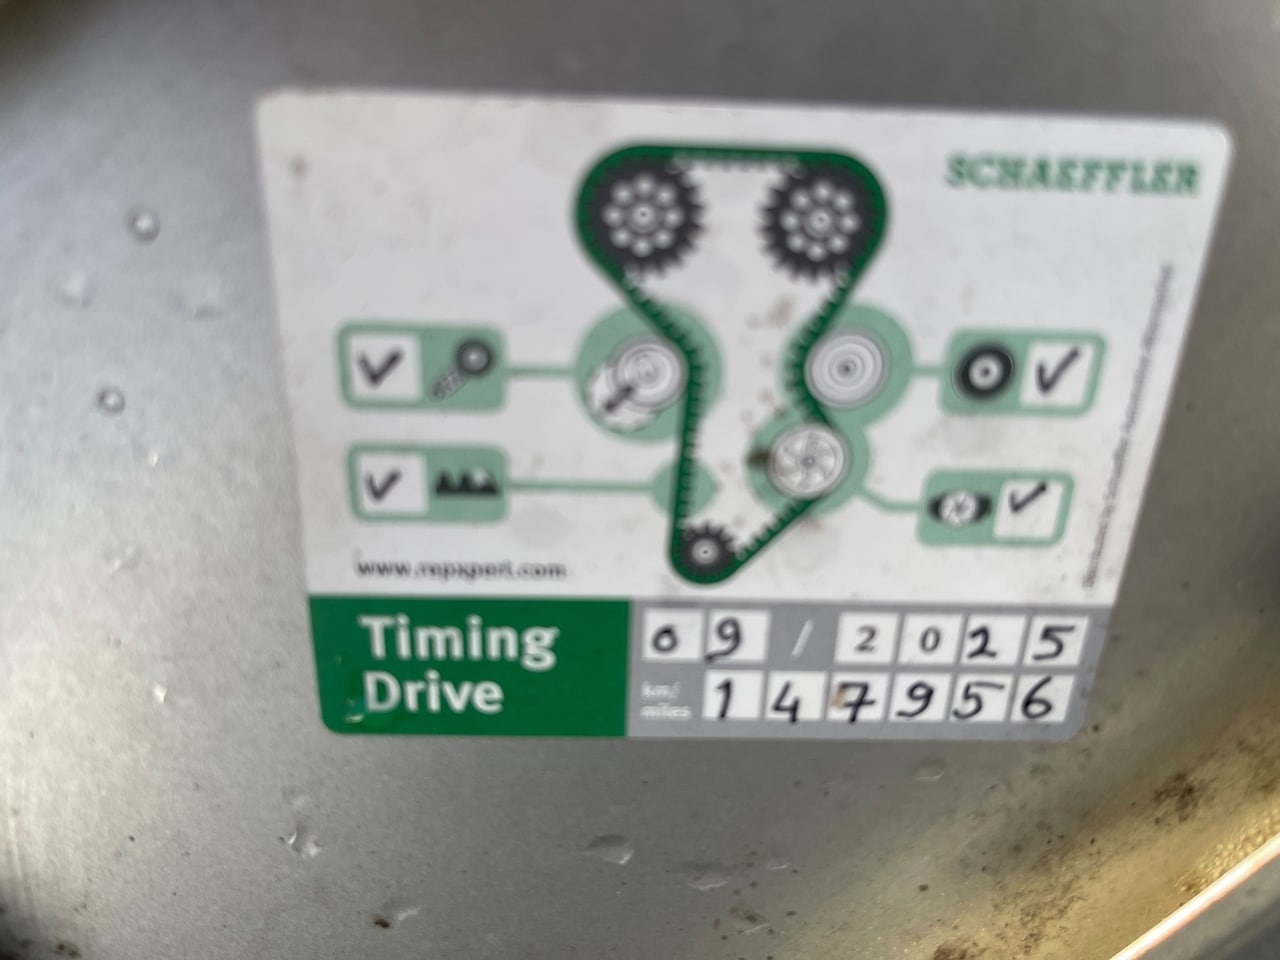 SCHAEFFLER
www.repxpert.com
Timing
Drive
09 / 2025
km/
miles
147956